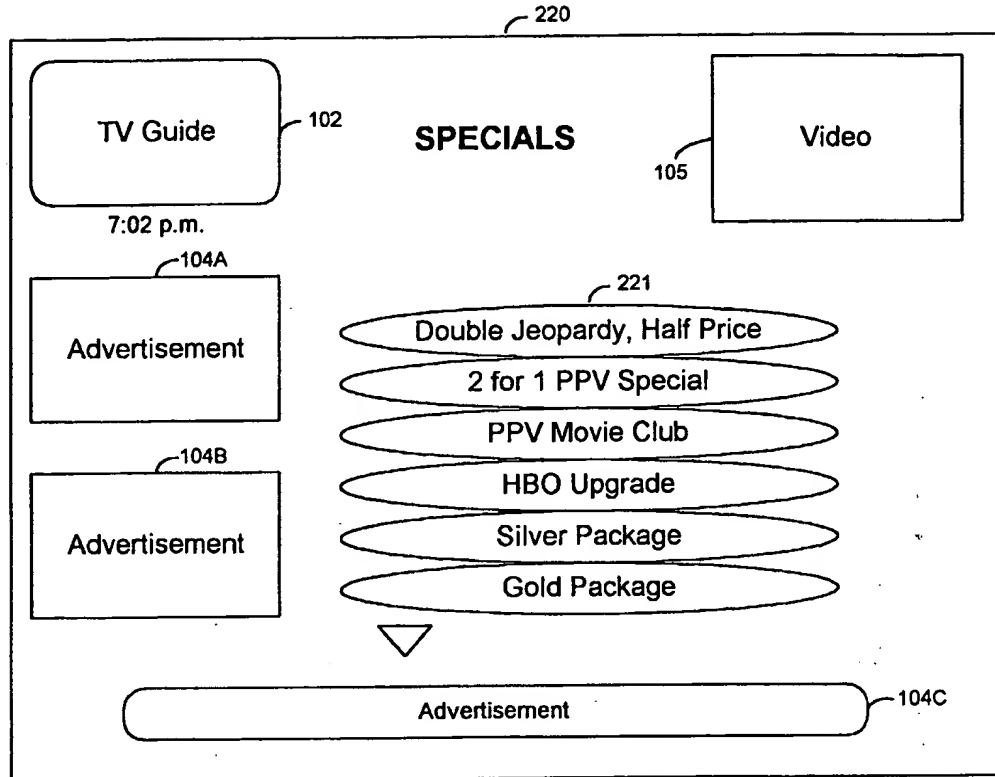 220
TV Guide
102
SPECIALS
105
Video
7:02 p.m.
104A
Advertisement
221
Double Jeopardy, Half Price
2 for 1 PPV Special
PPV Movie Club
104B
HBO Upgrade
Advertisement
Silver Package
Gold Package
Advertisement
104C